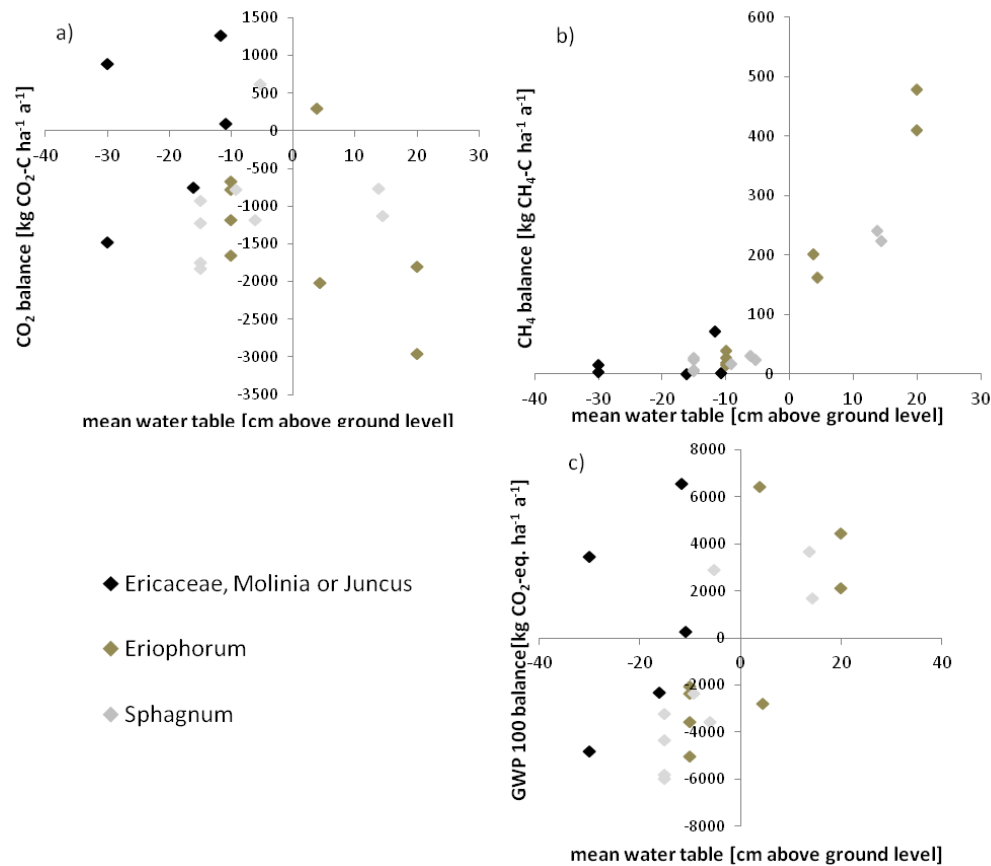 a)
CO2 balance [kg CO2-C ha-1 a-1]
1500
1000
500
0
-500
-1000
-1500
-2000
-2500
-3000
-3500
-40 -30 -20 -10 0 10 20 30
mean water table [cm above ground level]
b)
CH4 balance [kg CH4-C ha-1 a-1]
600
500
400
300
200
100
0
-40 -30 -20 -10 0 10 20 30
mean water table [cm above ground level]
c)
GWP 100 balance[kg CO2-eq. ha-1 a-1]
8000
6000
4000
2000
0
-2000
-4000
-6000
-8000
-40 -20 0 20 40
mean water table [cm above ground level]
Ericaceae, Molinia or Juncus
Eriophorum
Sphagnum